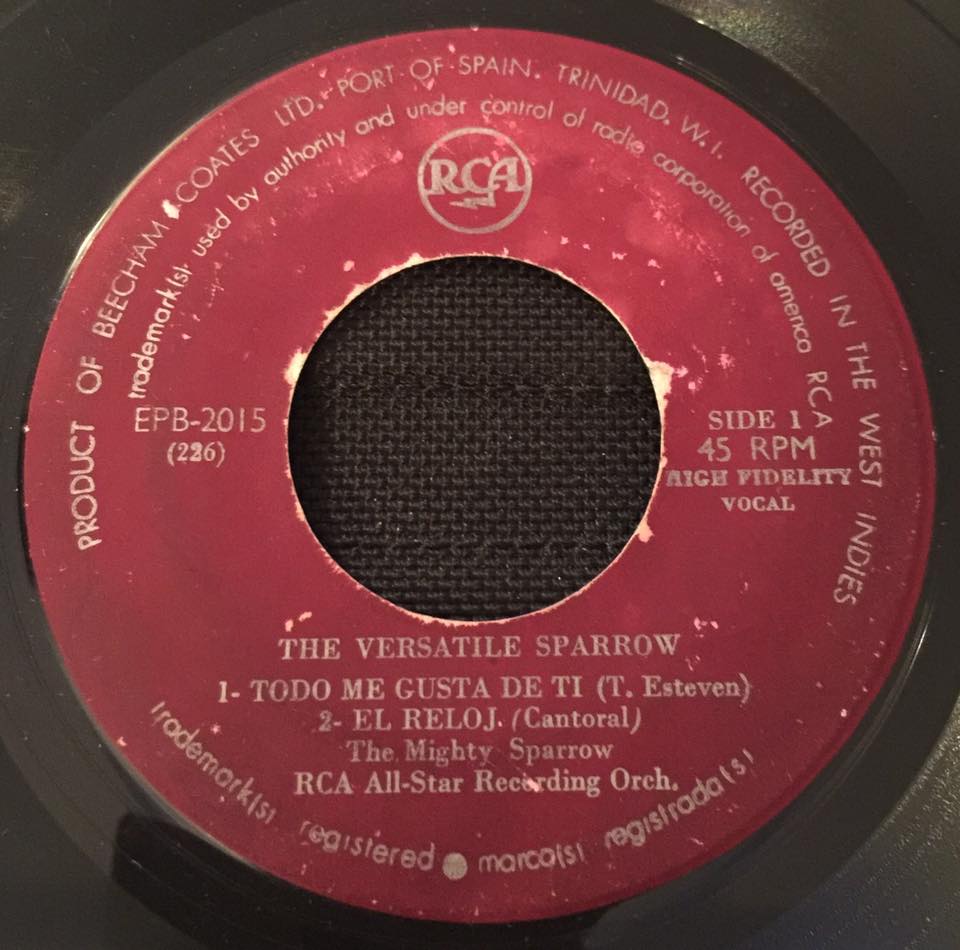 PRODUCT OF BEECHAM & COATES LTD. PORT OF SPAIN. TRINIDAD. W.I. RECORDED IN THE WEST INDIES
trademark(s) used by authority and under control of radio corporation of america RCA
RCA
EPB-2015
(226)
SIDE 1
45 RPM
HIGH FIDELITY
VOCAL
THE VERSATILE SPARROW
1- TODO ME GUSTA DE TI (T. Esteven)
2- EL RELOJ. (Cantoral)
The Mighty Sparrow
RCA All-Star Recording Orch.
trademark(s) registered ● marca(s) registrada(s)